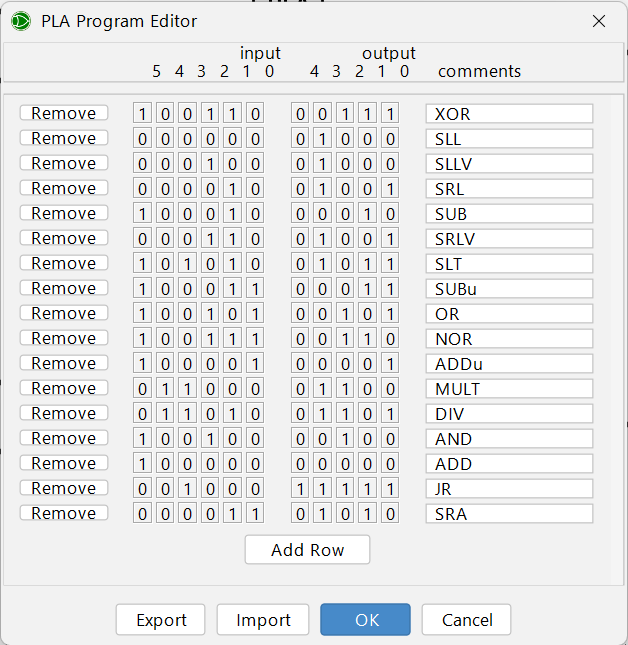 PLA Program Editor
input output
5 4 3 2 1 0 4 3 2 1 0 comments
Remove 1 0 0 1 1 0 0 0 1 1 1 XOR
Remove 0 0 0 0 0 0 0 1 0 0 0 SLL
Remove 0 0 0 1 0 0 0 1 0 0 0 SLLV
Remove 0 0 0 0 1 0 0 1 0 0 1 SRL
Remove 1 0 0 0 1 0 0 0 0 1 0 SUB
Remove 0 0 0 1 1 0 0 1 0 0 1 SRLV
Remove 1 0 1 0 1 0 0 1 0 1 1 SLT
Remove 1 0 0 0 1 1 0 0 0 1 1 SUBu
Remove 1 0 0 1 0 1 0 0 1 0 1 OR
Remove 1 0 0 1 1 1 0 0 1 1 0 NOR
Remove 1 0 0 0 0 1 0 0 0 0 1 ADDu
Remove 0 1 1 0 0 0 0 1 1 0 0 MULT
Remove 0 1 1 0 1 0 0 1 1 0 1 DIV
Remove 1 0 0 1 0 0 0 0 1 0 0 AND
Remove 1 0 0 0 0 0 0 0 0 0 0 ADD
Remove 0 0 1 0 0 0 1 1 1 1 1 JR
Remove 0 0 0 0 1 1 0 1 0 1 0 SRA
Add Row
Export Import OK Cancel